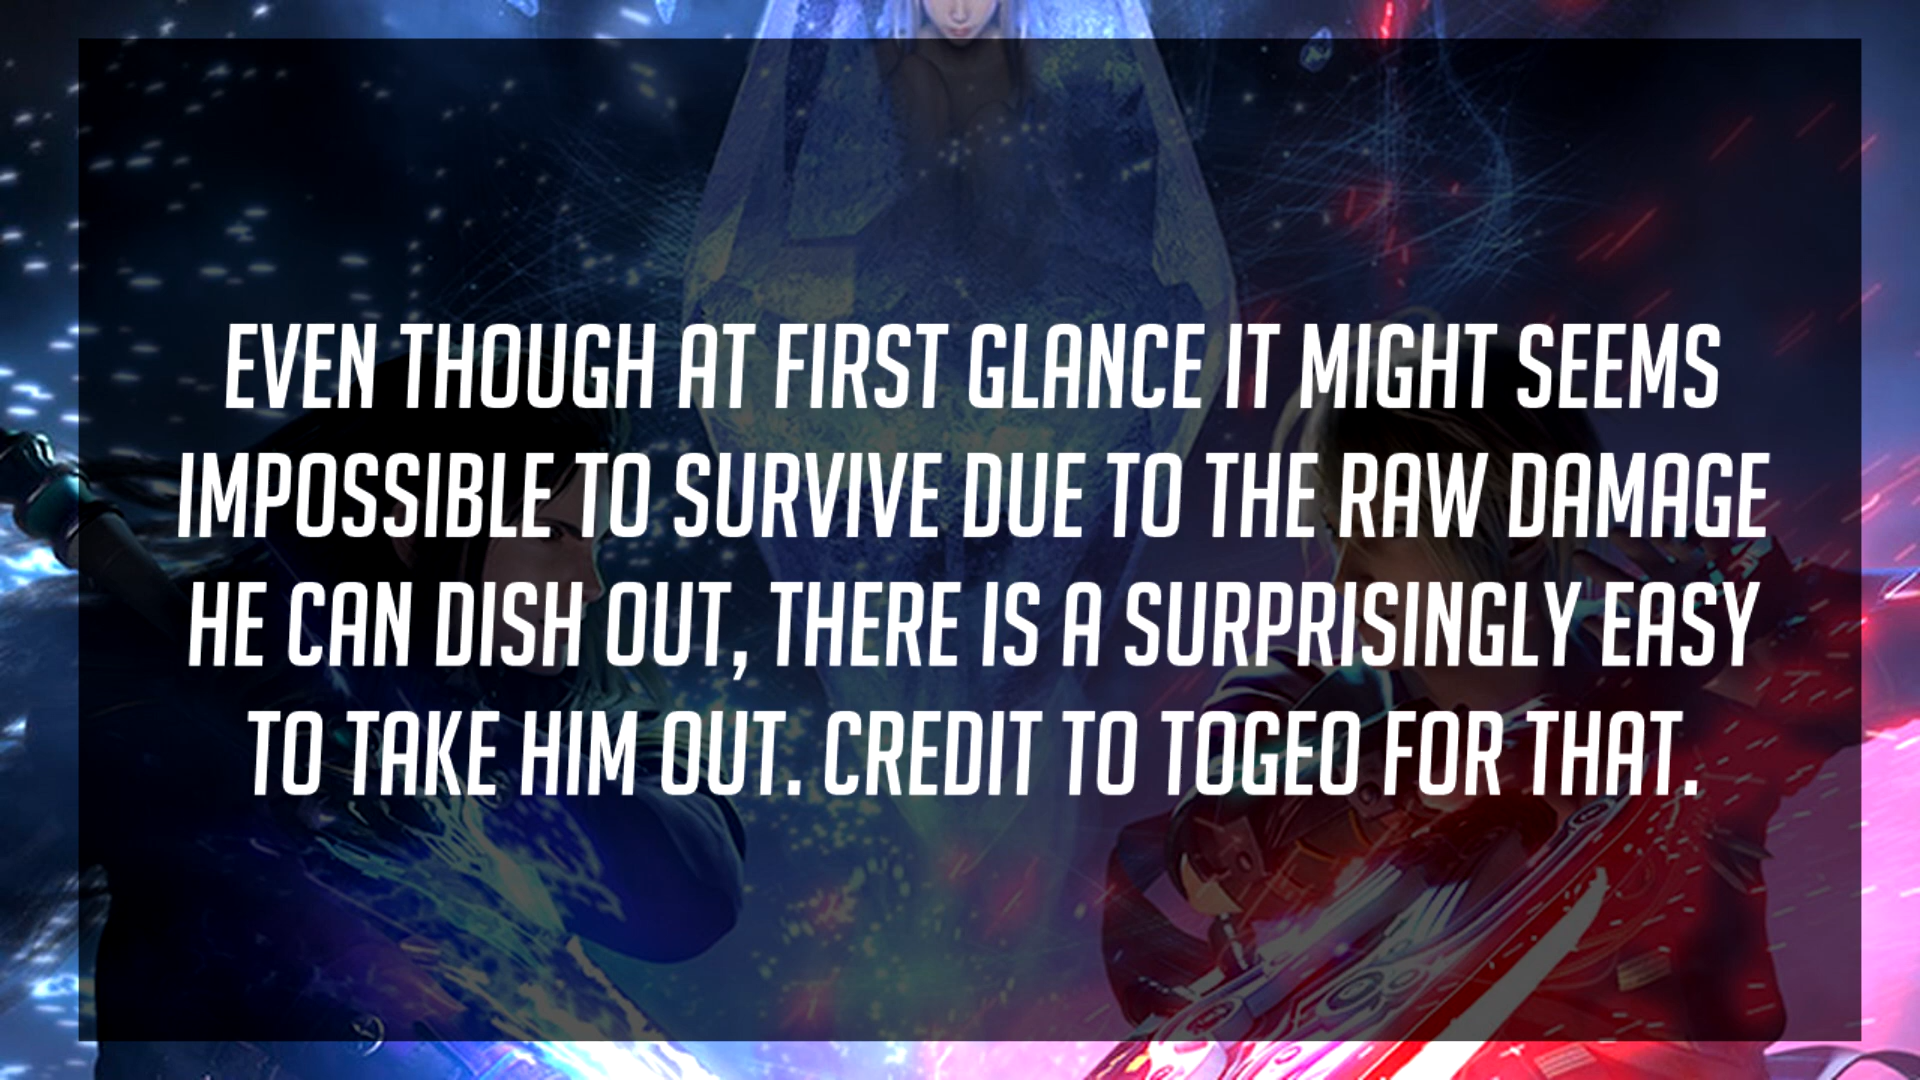 EVEN THOUGH AT FIRST GLANCE IT MIGHT SEEMS
IMPOSSIBLE TO SURVIVE DUE TO THE RAW DAMAGE
HE CAN DISH OUT, THERE IS A SURPRISINGLY EASY
TO TAKE HIM OUT. CREDIT TO TOGEO FOR THAT.